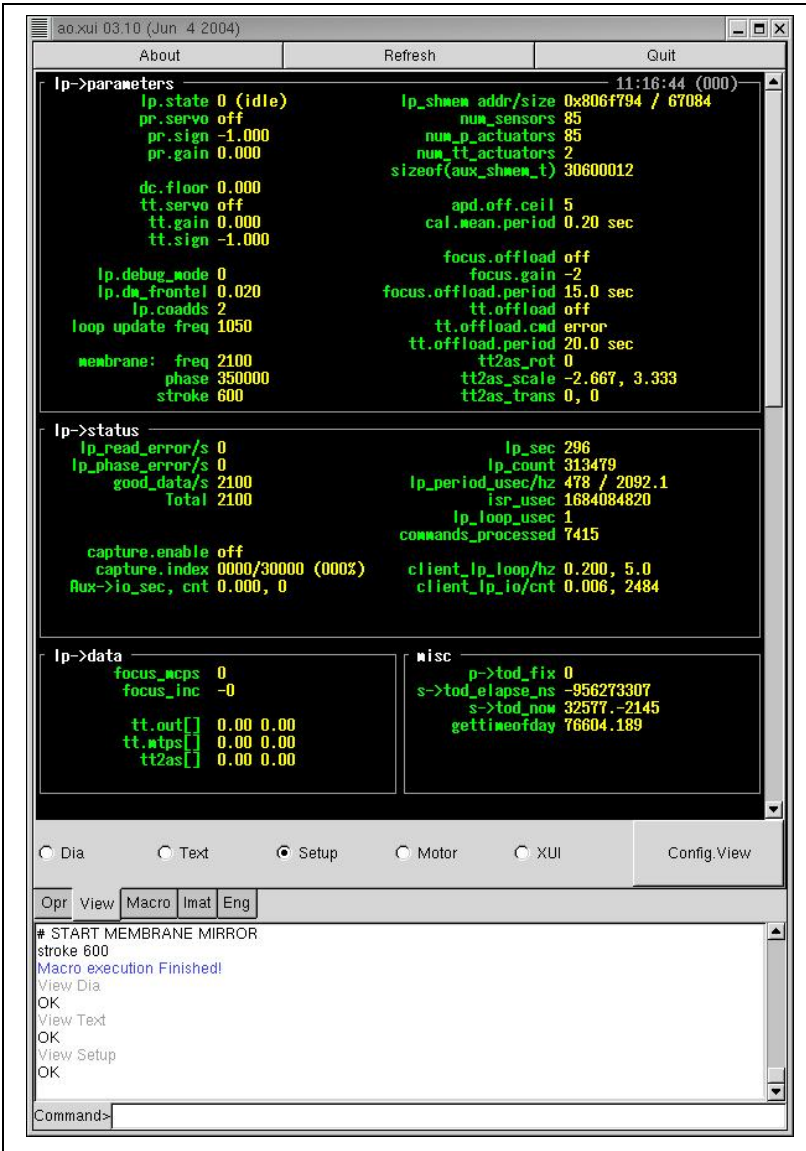 ao.xui 03.10 (Jun 4 2004)
About Refresh Quit
lp->parameters 11:16:44 (000)
lp.state 0 (idle) lp_shmem addr/size 0x806f794 / 67084
pr.servo off num_sensors 85
pr.sign -1.000 num_p_actuators 85
pr.gain 0.000 num_tt_actuators 2
sizeof(aux_shmem_t) 30600012
dc.floor 0.000
tt.servo off apd.off.ceil 5
tt.gain 0.000 cal.mean.period 0.20 sec
tt.sign -1.000
focus.offload off
lp.debug_mode 0 focus.gain -2
lp.dm_frontel 0.020 focus.offload.period 15.0 sec
lp.coadds 2 tt.offload off
loop update freq 1050 tt.offload.cmd error
tt.offload.period 20.0 sec
membrane: freq 2100 tt2as_rot 0
phase 350000 tt2as_scale -2.667, 3.333
stroke 600 tt2as_trans 0, 0
lp->status
lp_read_error/s 0 lp_sec 296
lp_phase_error/s 0 lp_count 313479
good_data/s 2100 lp_period_usec/hz 478 / 2092.1
Total 2100 isr_usec 1684084820
lp_loop_usec 1
commands_processed 7415
capture.enable off
capture.index 0000/30000 (000%) client_lp_loop/hz 0.200, 5.0
Aux->io_sec, cnt 0.000, 0 client_lp_io/cnt 0.006, 2484
lp->data misc
focus_mcps 0 p->tod_fix 0
focus_inc -0 s->tod_elapse_ns -956273307
s->tod_now 32577.-2145
tt.out[] 0.00 0.00 gettimeofday 76604.189
tt.mtps[] 0.00 0.00
tt2as[] 0.00 0.00
Dia Text Setup Motor XUI Config.View
Opr View Macro Imat Eng
# START MEMBRANE MIRROR
stroke 600
Macro execution Finished!
View Dia
OK
View Text
OK
View Setup
OK
Command>